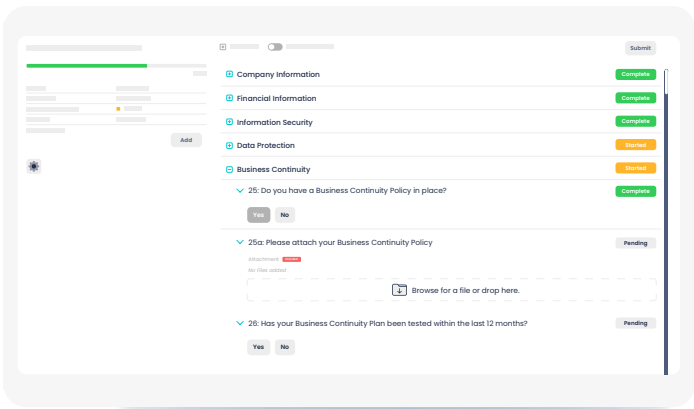 Submit
Company Information Complete
Financial Information Complete
Information Security Complete
Data Protection Started
Add
Business Continuity Started
25: Do you have a Business Continuity Policy in place? Complete
Yes No
25a: Please attach your Business Continuity Policy Pending
Attachment
No files added
Browse for a file or drop here.
26: Has your Business Continuity Plan been tested within the last 12 months? Pending
Yes No